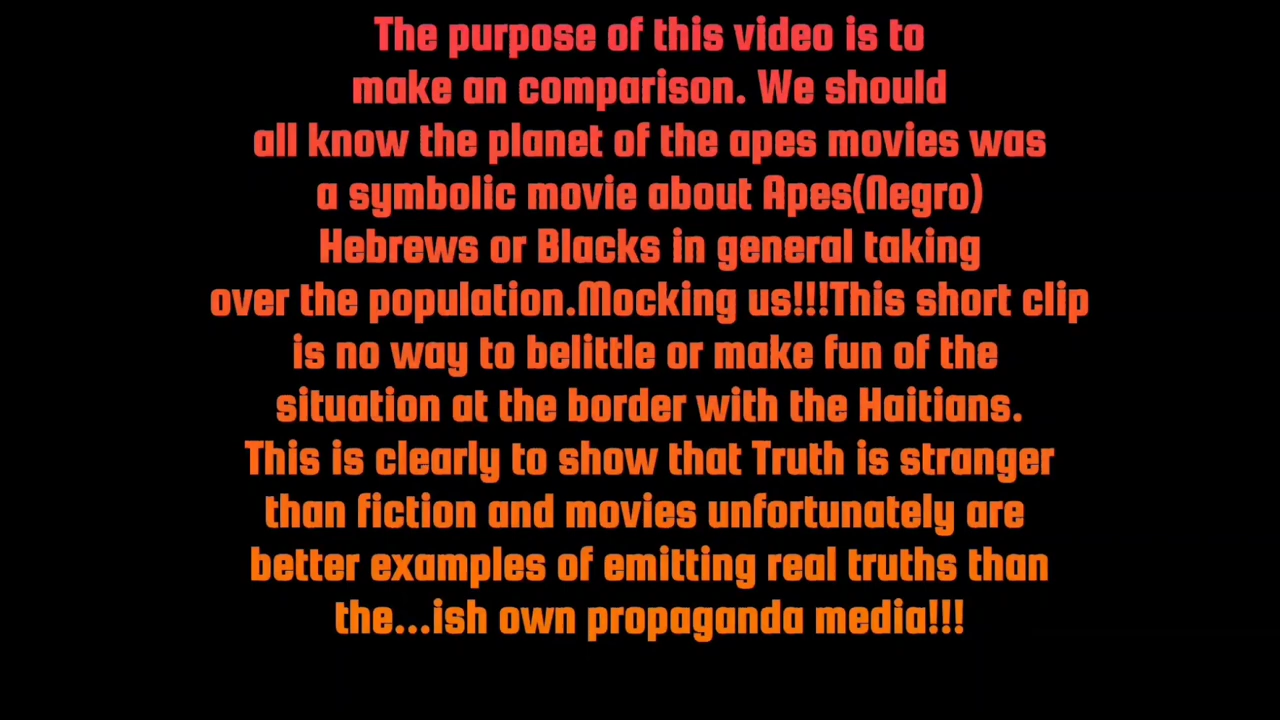 The purpose of this video is to
make an comparison. We should
all know the planet of the apes movies was
a symbolic movie about Apes(Negro)
Hebrews or Blacks in general taking
over the population.Mocking us!!!This short clip
is no way to belittle or make fun of the
situation at the border with the Haitians.
This is clearly to show that Truth is stranger
than fiction and movies unfortunately are
better examples of emitting real truths than
the...ish own propaganda media!!!